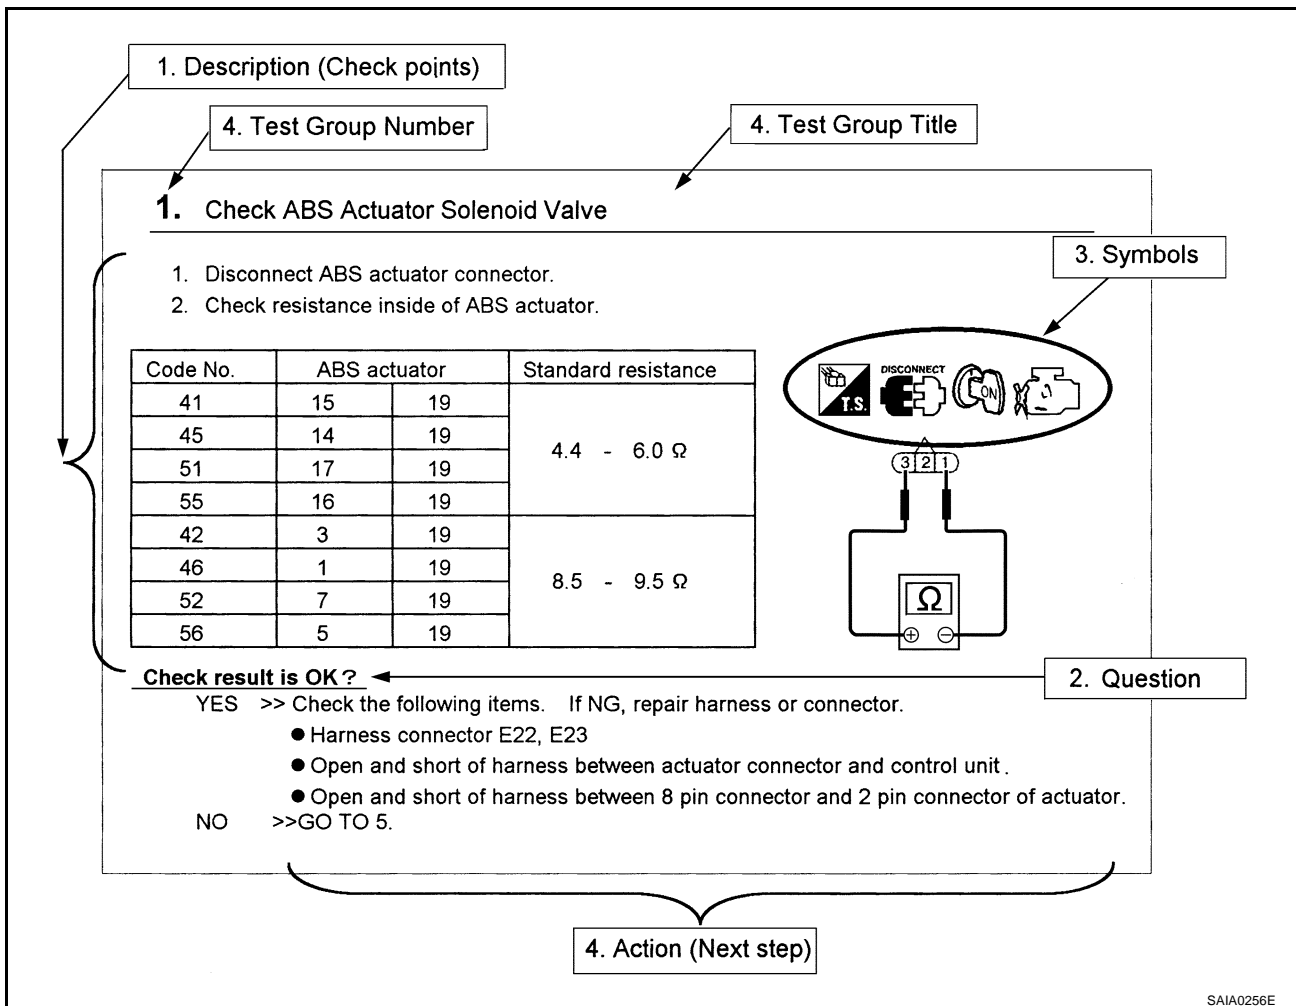 1. Description (Check points)
4. Test Group Number
4. Test Group Title
1. Check ABS Actuator Solenoid Valve
3. Symbols
1. Disconnect ABS actuator connector.
2. Check resistance inside of ABS actuator.
Code No. ABS actuator Standard resistance
41 15 19
45 14 19
51 17 19
55 16 19
4.4 - 6.0 Ω
42 3 19
46 1 19
52 7 19
56 5 19
8.5 - 9.5 Ω
T.S.
DISCONNECT
ON
3 2 1
Ω
+ −
Check result is OK?
2. Question
YES >> Check the following items. If NG, repair harness or connector.
● Harness connector E22, E23
● Open and short of harness between actuator connector and control unit.
● Open and short of harness between 8 pin connector and 2 pin connector of actuator.
NO >>GO TO 5.
4. Action (Next step)
SAIA0256E